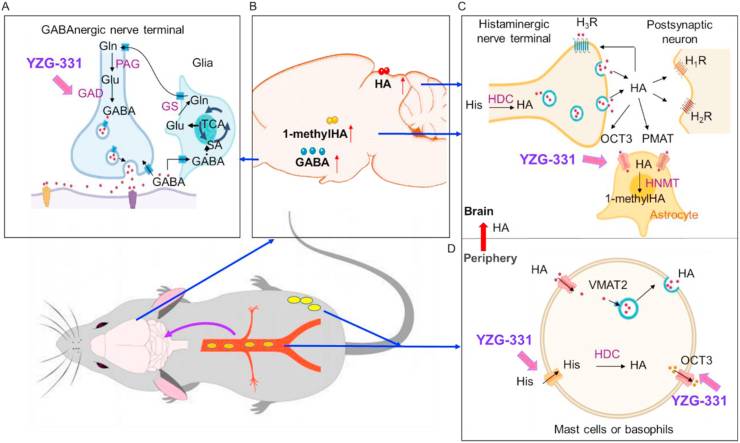 A
GABAnergic nerve terminal
Gln
YZG-331
PAG
Glia
Glu
GAD
GS
Gln
GABA
Glu
TCA
SA
GABA
GABA
B
HA
1-methylHA
GABA
C
Histaminergic
nerve terminal
H3R
Postsynaptic
neuron
H1R
HDC
His
HA
HA
H2R
OCT3
PMAT
YZG-331
HA
HNMT
1-methylHA
Astrocyte
Brain
HA
Periphery
D
HA
VMAT2
HA
YZG-331
HDC
OCT3
His
His
HA
YZG-331
Mast cells or basophils